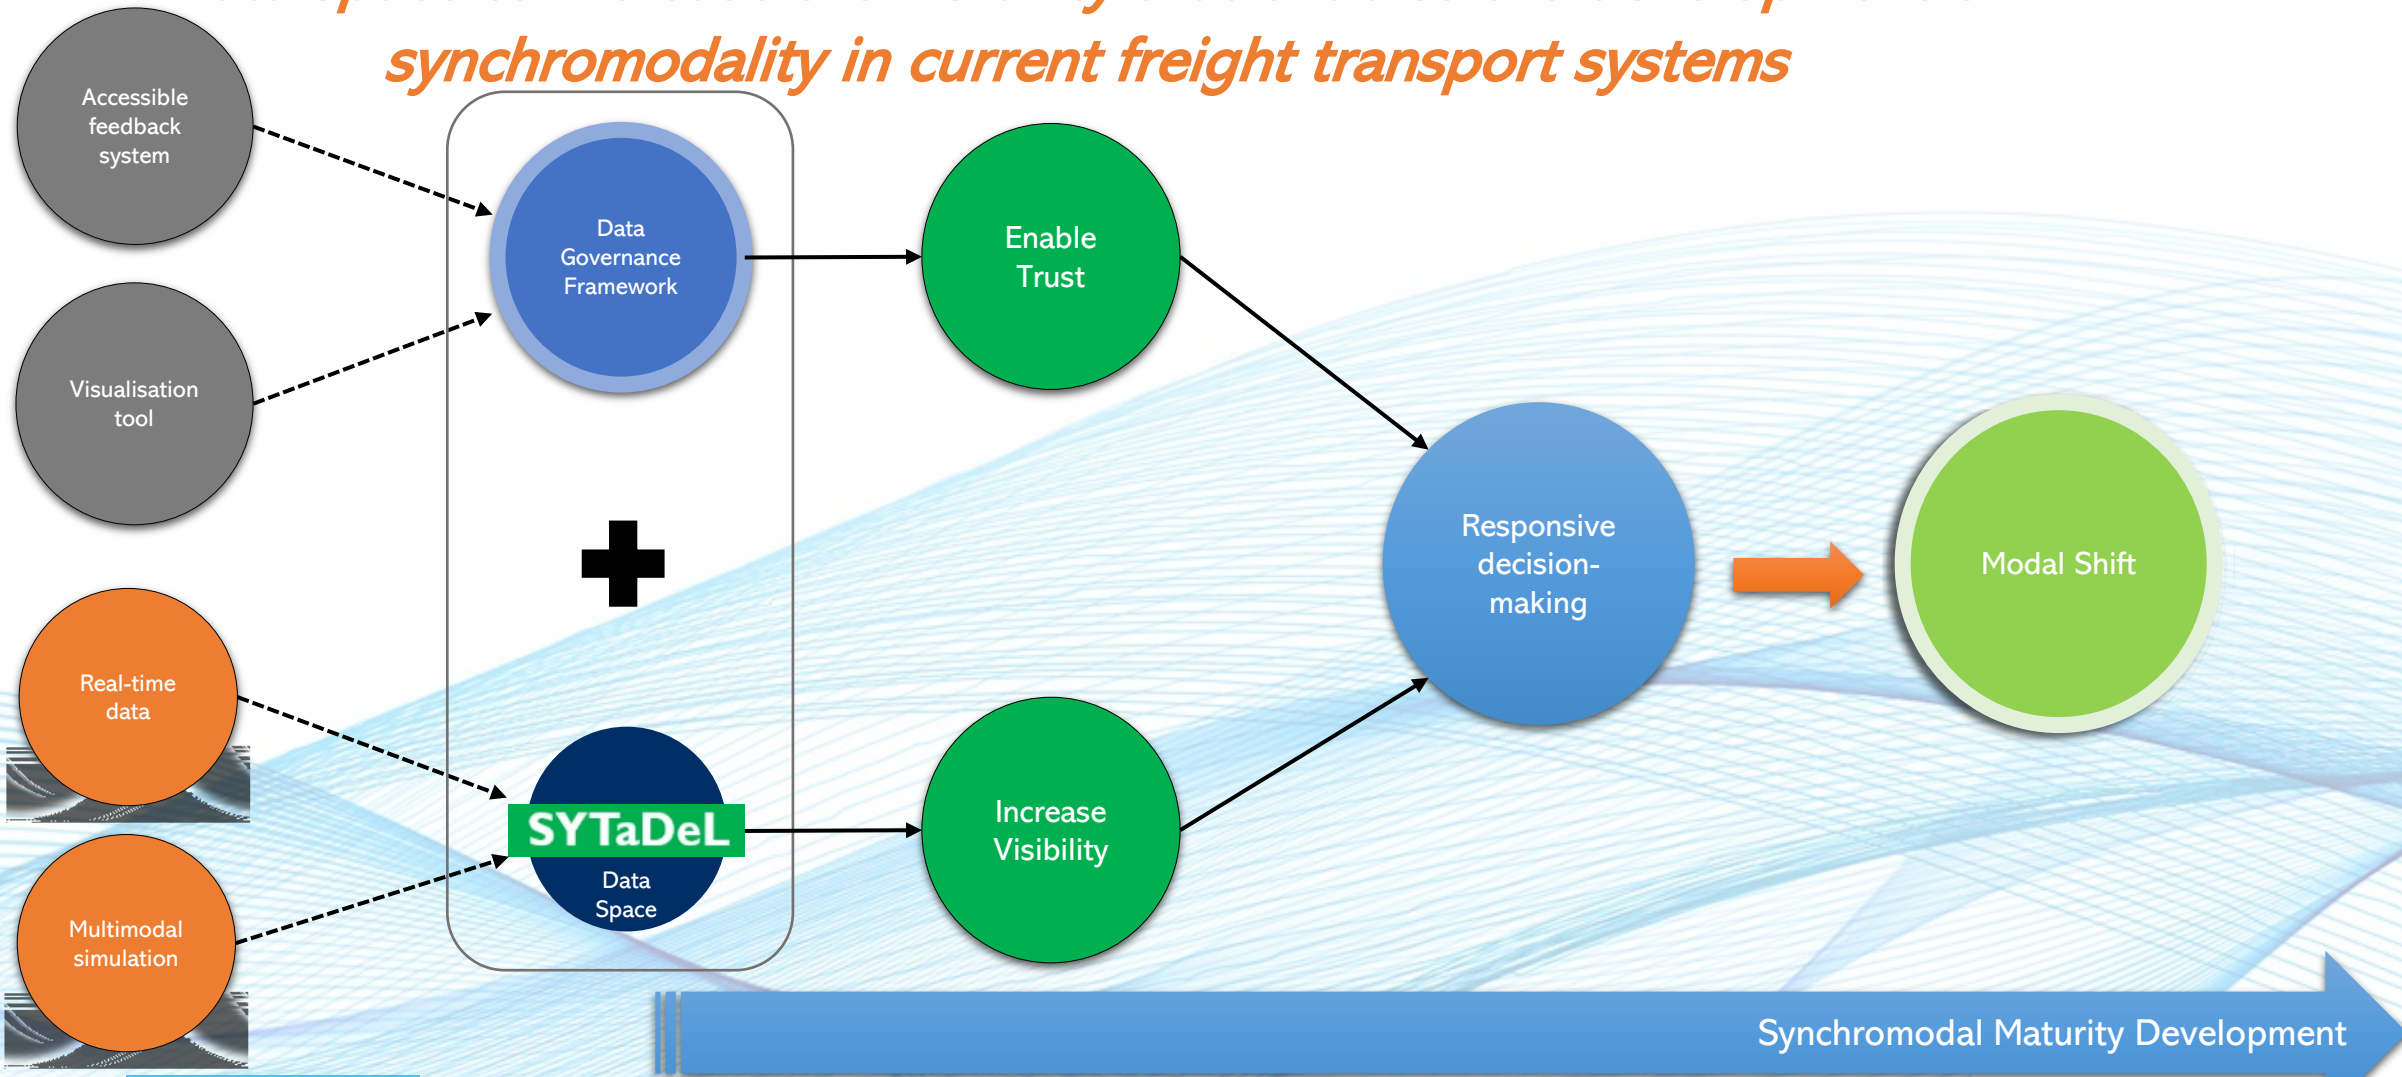 synchromodality in current freight transport systems
Accessible
feedback
system
Data
Governance
Framework
Enable
Trust
Visualisation
tool
Responsive
decision-
making
Modal Shift
Real-time
data
SYTaDeL
Data
Space
Increase
Visibility
Multimodal
simulation
Synchromodal Maturity Development